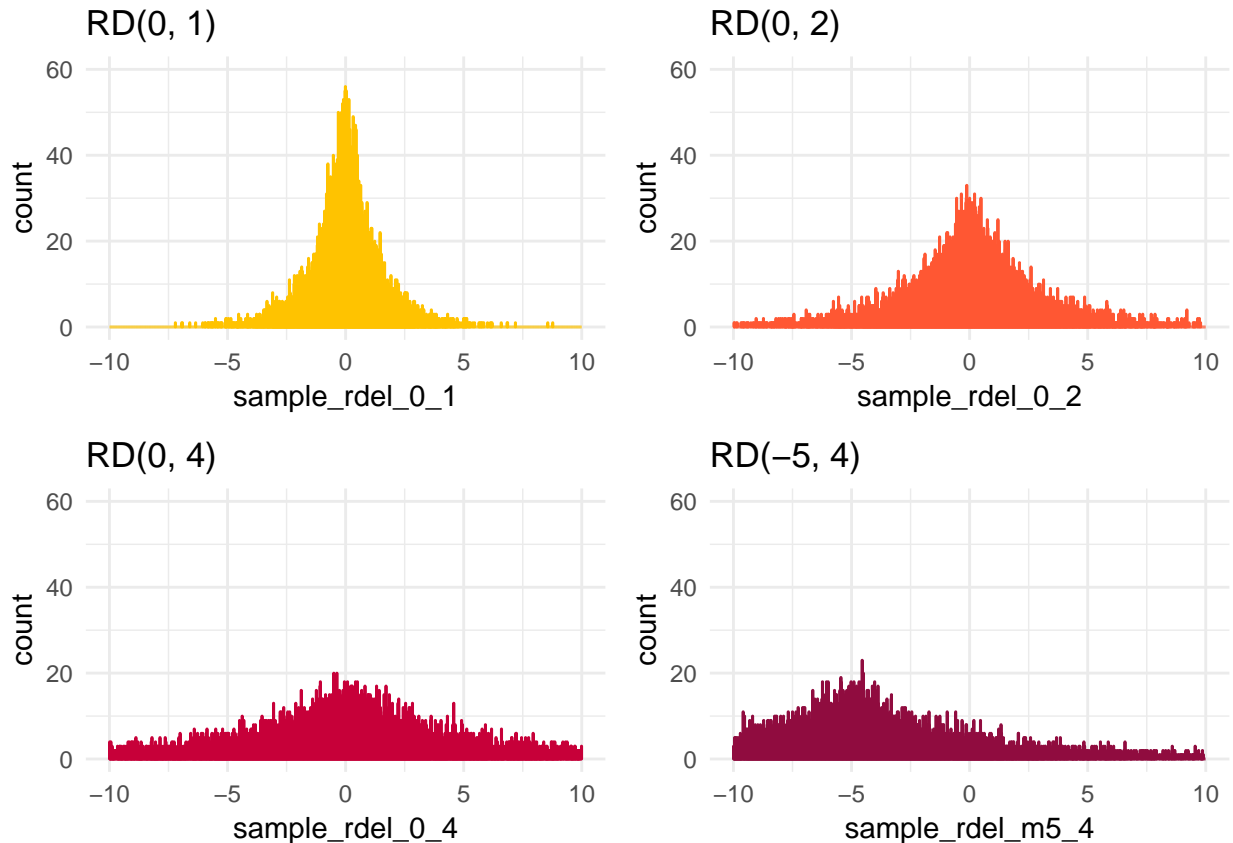 RD(0, 1)
60
40
20
0
count
−10 −5 0 5 10
sample_rdel_0_1
RD(0, 2)
60
40
20
0
count
−10 −5 0 5 10
sample_rdel_0_2
RD(0, 4)
60
40
20
0
count
−10 −5 0 5 10
sample_rdel_0_4
RD(−5, 4)
60
40
20
0
count
−10 −5 0 5 10
sample_rdel_m5_4